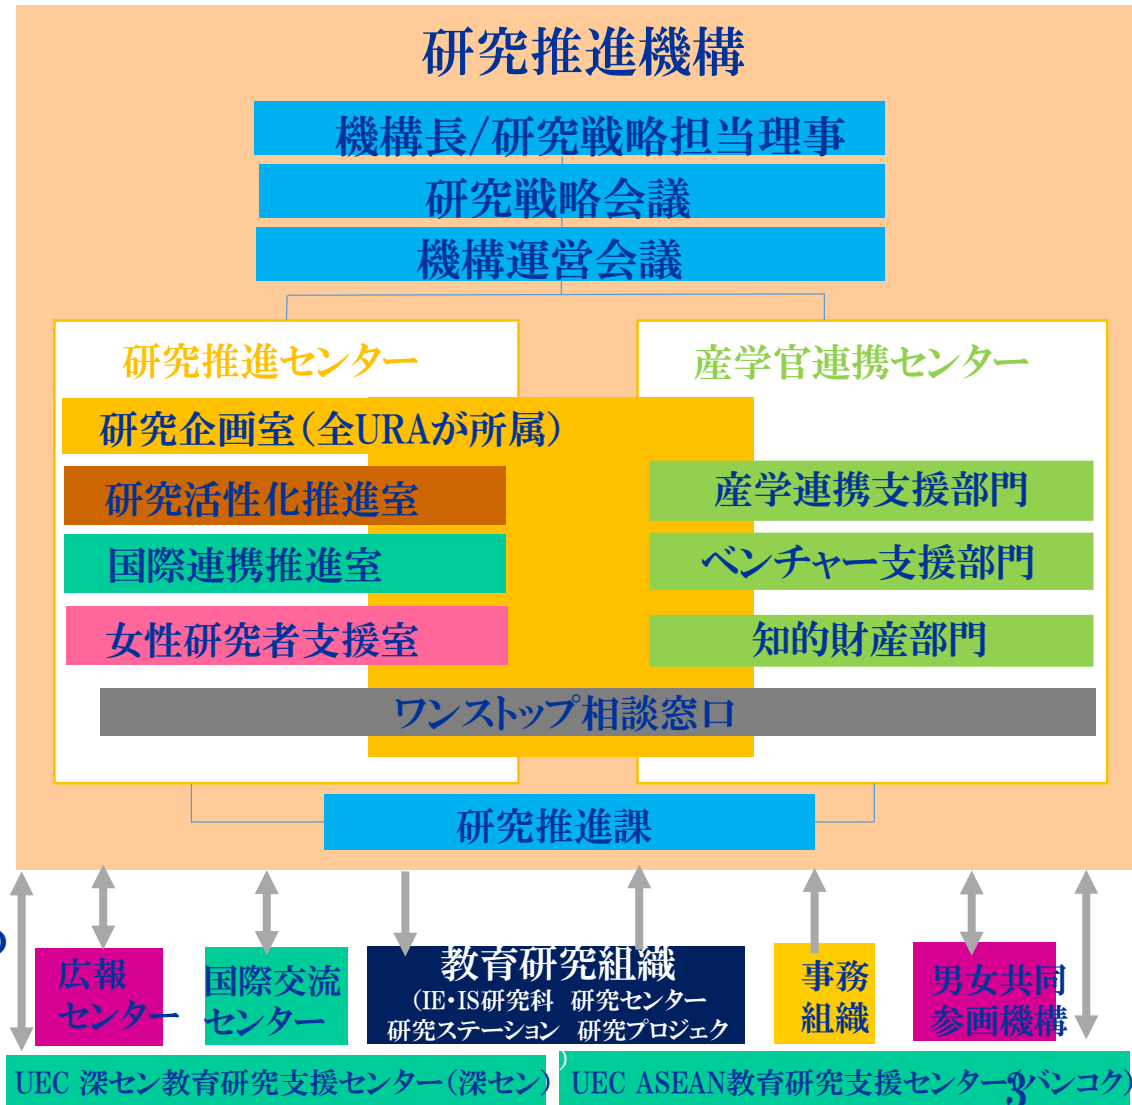 研究推進機構
機構長/研究戦略担当理事
研究戦略会議
機構運営会議
研究推進センター
産学官連携センター
研究企画室(全URAが所属)
研究活性化推進室
国際連携推進室
女性研究者支援室
産学連携支援部門
ベンチャー支援部門
知的財産部門
ワンストップ相談窓口
研究推進課
広報
センター
国際交流
センター
教育研究組織
(IE・IS研究科 研究センター
研究ステーション 研究プロジェク
)
事務
組織
男女共同
参画機構
UEC 深セン教育研究支援センター(深セン)
UEC ASEAN教育研究支援センター(バンコク)
3